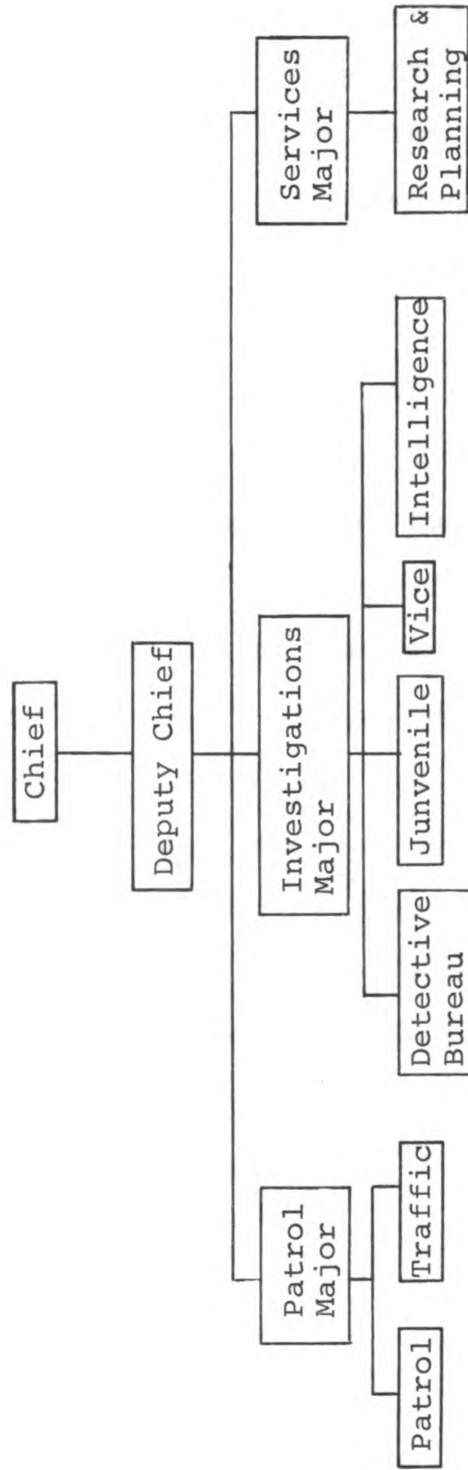 Chief
Deputy Chief
Patrol
Major
Investigations
Major
Services
Major
Patrol
Traffic
Detective
Bureau
Junvenile
Vice
Intelligence
Research &
Planning